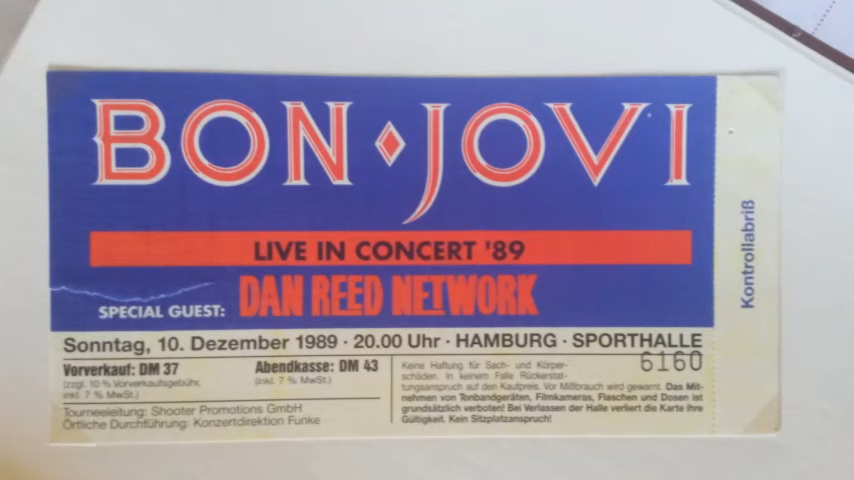 BON • JOVI
LIVE IN CONCERT '89
SPECIAL GUEST: DAN REED NETWORK
Sonntag, 10. Dezember 1989 · 20.00 Uhr · HAMBURG · SPORTHALLE
6160
Vorverkauf: DM 37
(zzgl. 10 % Vorverkaufsgebühr,
inkl. 7 % MwSt.)
Abendkasse: DM 43
(inkl. 7 % MwSt.)
Tourneeleitung: Shooter Promotions GmbH
Örtliche Durchführung: Konzertdirektion Funke
Keine Haftung für Sach- und Körper-
schäden. In keinem Falle Rückerstat-
tungsanspruch auf den Kaufpreis. Vor Mißbrauch wird gewarnt. Das Mit-
nehmen von Tonbandgeräten, Filmkameras, Flaschen und Dosen ist
grundsätzlich verboten! Bei Verlassen der Halle verliert die Karte ihre
Gültigkeit. Kein Sitzplatzanspruch!
Kontrollabriß